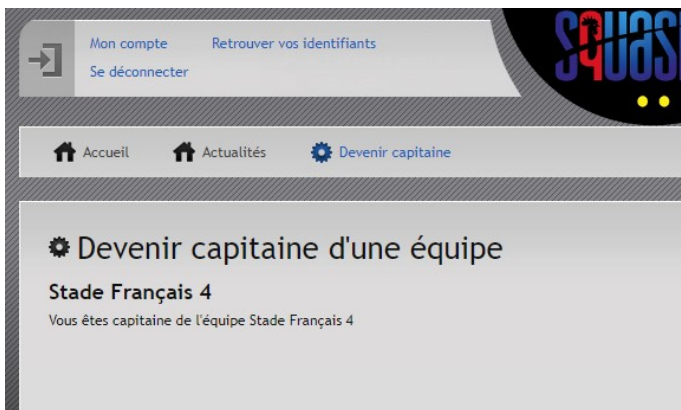 Mon compte Retrouver vos identifiants
Se déconnecter
Accueil Actualités Devenir capitaine
Devenir capitaine d'une équipe
Stade Français 4
Vous êtes capitaine de l'équipe Stade Français 4